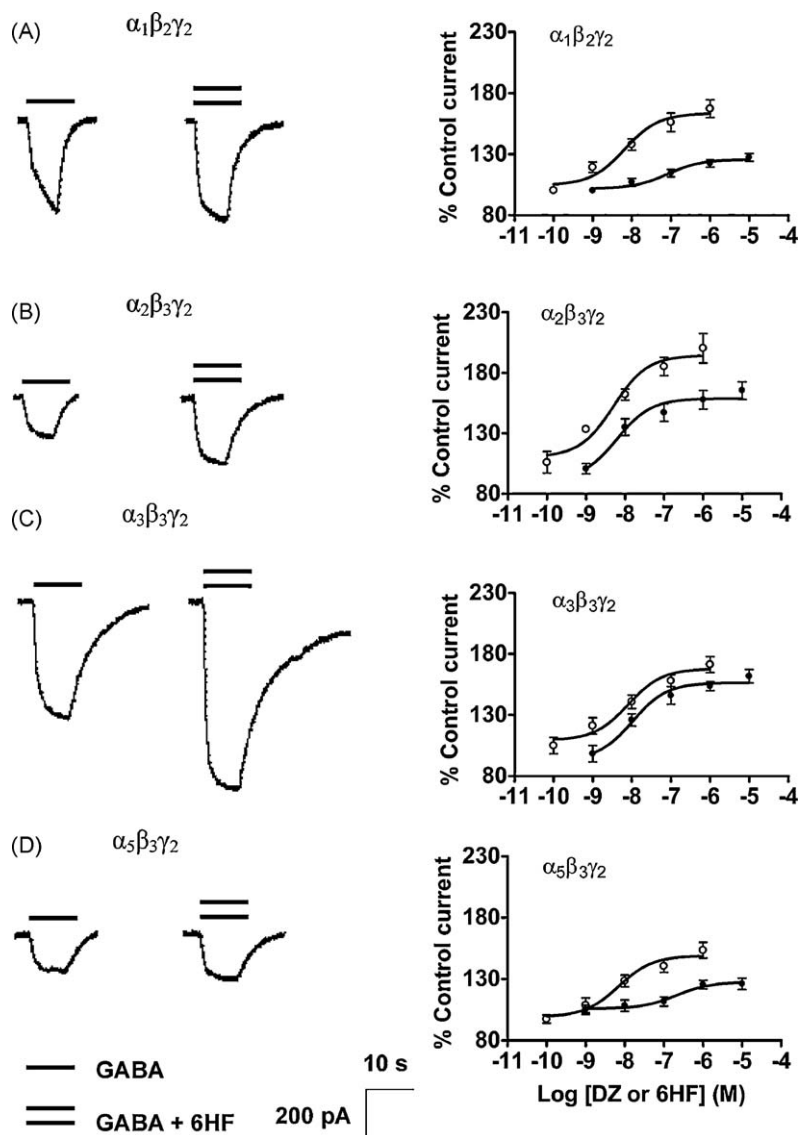 (A) α₁β₂γ₂
% Control current
230
180
130
80
α₁β₂γ₂
-11 -10 -9 -8 -7 -6 -5 -4
(B) α₂β₃γ₂
% Control current
230
180
130
80
α₂β₃γ₂
-11 -10 -9 -8 -7 -6 -5 -4
(C) α₃β₃γ₂
% Control current
230
180
130
80
α₃β₃γ₂
-11 -10 -9 -8 -7 -6 -5 -4
(D) α₅β₃γ₂
% Control current
230
180
130
80
α₅β₃γ₂
-11 -10 -9 -8 -7 -6 -5 -4
Log [DZ or 6HF] (M)
GABA
GABA + 6HF
10 s
200 pA